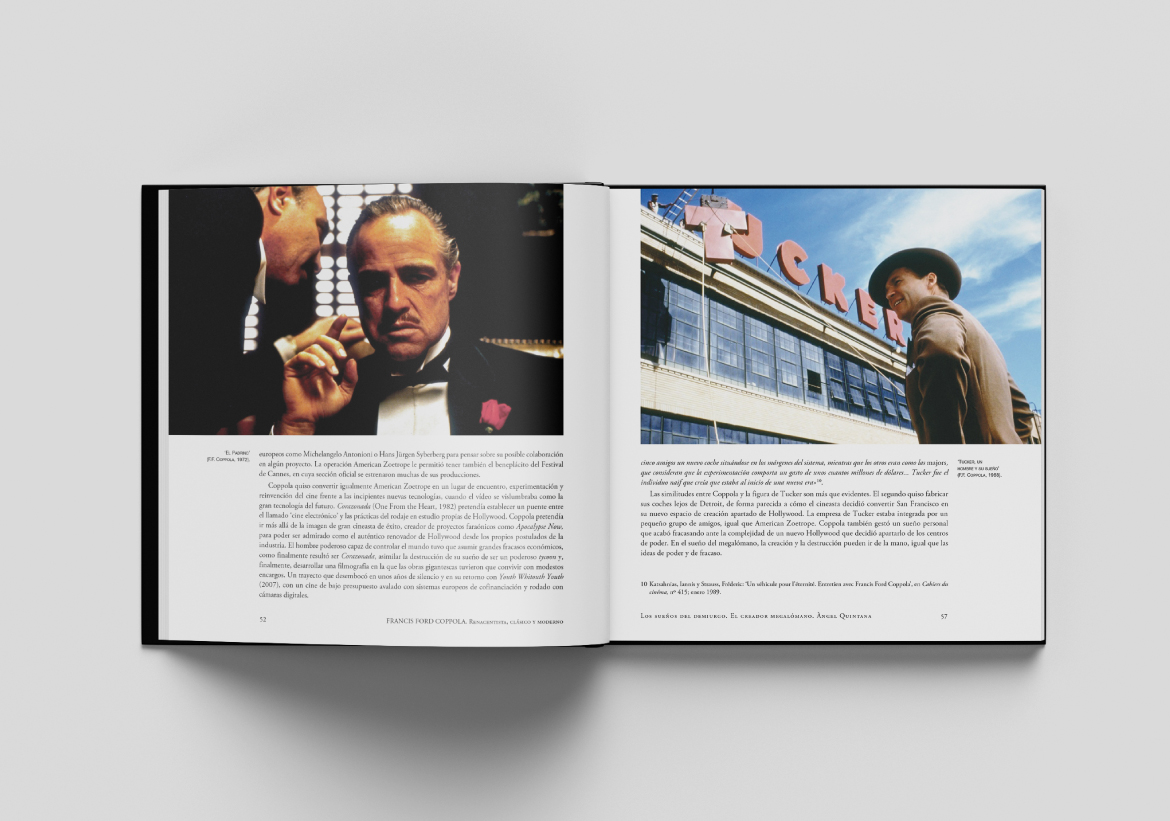 'EL PADRINO'
(F.F. COPPOLA, 1972).
europeos como Michelangelo Antonioni o Hans Jürgen Syberberg para pensar sobre su posible colaboración
en algún proyecto. La operación American Zoetrope le permitió tener también el beneplácito del Festival
de Cannes, en cuya sección oficial se estrenaron muchas de sus producciones.
Coppola quiso convertir igualmente American Zoetrope en un lugar de encuentro, experimentación y
reinvención del cine frente a las incipientes nuevas tecnologías, cuando el vídeo se vislumbraba como la
gran tecnología del futuro. Corazonada (One From the Heart, 1982) pretendía establecer un puente entre
el llamado 'cine electrónico' y las prácticas del rodaje en estudio propias de Hollywood. Coppola pretendía
ir más allá de la imagen de gran cineasta de éxito, creador de proyectos faraónicos como Apocalypse Now,
para poder ser admirado como el auténtico renovador de Hollywood desde los propios postulados de la
industria. El hombre poderoso capaz de controlar el mundo tuvo que asumir grandes fracasos económicos,
como finalmente resultó ser Corazonada, asimilar la destrucción de su sueño de ser un poderoso tycoon y,
finalmente, desarrollar una filmografía en la que las obras gigantescas tuvieron que convivir con modestos
encargos. Un trayecto que desembocó en unos años de silencio y en su retorno con Youth Whitouth Youth
(2007), con un cine de bajo presupuesto avalado con sistemas europeos de cofinanciación y rodado con
cámaras digitales.
52
FRANCIS FORD COPPOLA. RENACENTISTA, CLÁSICO Y MODERNO
TUCKER
'TUCKER, UN
HOMBRE Y SU SUEÑO'
(F.F. COPPOLA, 1988).
cinco amigos un nuevo coche situándose en los márgenes del sistema, mientras que los otros eran como las majors,
que consideran que la experimentación comporta un gasto de unos cuantos millones de dólares... Tucker fue el
individuo naïf que creía que estaba al inicio de una nueva era»¹⁰.
Las similitudes entre Coppola y la figura de Tucker son más que evidentes. El segundo quiso fabricar
sus coches lejos de Detroit, de forma parecida a cómo el cineasta decidió convertir San Francisco en
su nuevo espacio de creación apartado de Hollywood. La empresa de Tucker estaba integrada por un
pequeño grupo de amigos, igual que American Zoetrope. Coppola también gestó un sueño personal
que acabó fracasando ante la complejidad de un nuevo Hollywood que decidió apartarlo de los centros
de poder. En el sueño del megalómano, la creación y la destrucción pueden ir de la mano, igual que las
ideas de poder y de fracaso.
10 Katsahnias, Iannis y Strauss, Fréderic: 'Un véhicule pour l'éternité. Entretien avec Francis Ford Coppola', en Cahiers du
cinéma, nº 415; enero 1989.
LOS SUEÑOS DEL DEMIURGO. EL CREADOR MEGALÓMANO. ÀNGEL QUINTANA
57